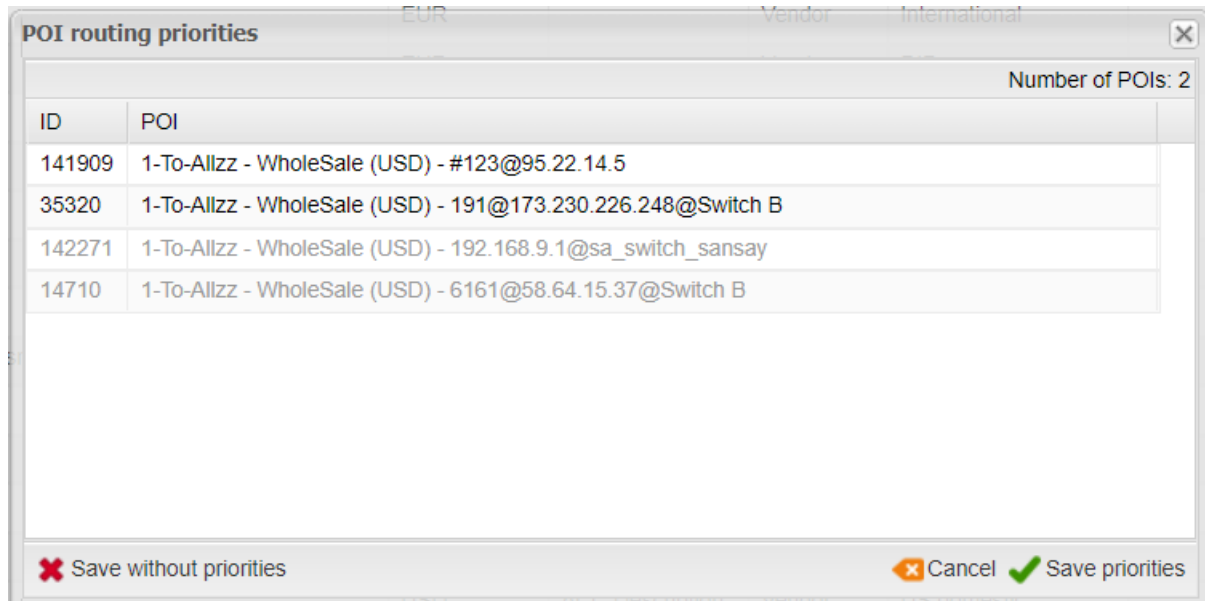 EUR Vendor International
POI routing priorities
Number of POIs: 2
ID POI
141909 1-To-Allzz - WholeSale (USD) - #123@95.22.14.5
35320 1-To-Allzz - WholeSale (USD) - 191@173.230.226.248@Switch B
142271 1-To-Allzz - WholeSale (USD) - 192.168.9.1@sa_switch_sansay
14710 1-To-Allzz - WholeSale (USD) - 6161@58.64.15.37@Switch B
Save without priorities Cancel Save priorities